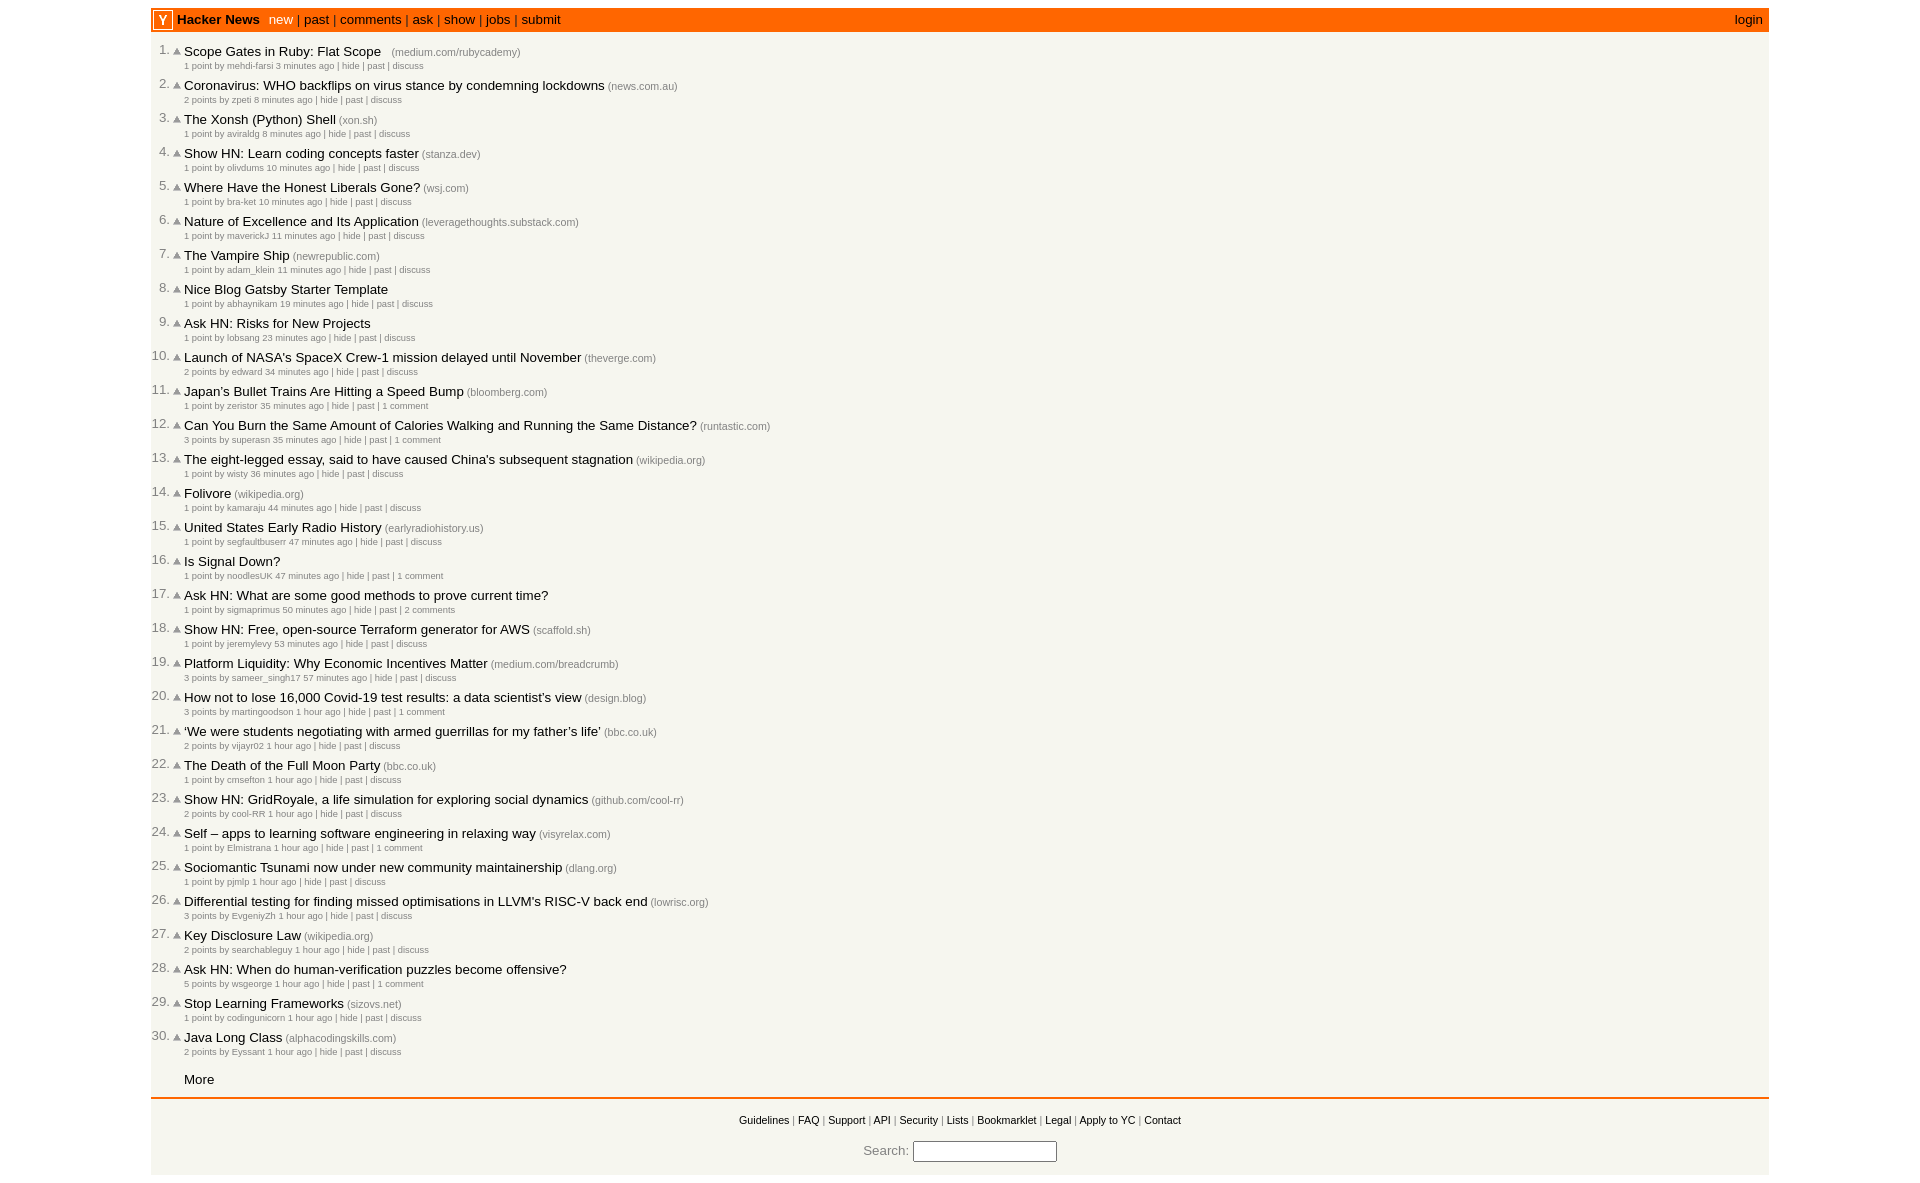 Y Hacker News new | past | comments | ask | show | jobs | submit login
1. Scope Gates in Ruby: Flat Scope (medium.com/rubycademy)
1 point by mehdi-farsi 3 minutes ago | hide | past | discuss
2. Coronavirus: WHO backflips on virus stance by condemning lockdowns (news.com.au)
2 points by zpeti 8 minutes ago | hide | past | discuss
3. The Xonsh (Python) Shell (xon.sh)
1 point by aviraldg 8 minutes ago | hide | past | discuss
4. Show HN: Learn coding concepts faster (stanza.dev)
1 point by olivdums 10 minutes ago | hide | past | discuss
5. Where Have the Honest Liberals Gone? (wsj.com)
1 point by bra-ket 10 minutes ago | hide | past | discuss
6. Nature of Excellence and Its Application (leveragethoughts.substack.com)
1 point by maverickJ 11 minutes ago | hide | past | discuss
7. The Vampire Ship (newrepublic.com)
1 point by adam_klein 11 minutes ago | hide | past | discuss
8. Nice Blog Gatsby Starter Template
1 point by abhaynikam 19 minutes ago | hide | past | discuss
9. Ask HN: Risks for New Projects
1 point by lobsang 23 minutes ago | hide | past | discuss
10. Launch of NASA's SpaceX Crew-1 mission delayed until November (theverge.com)
2 points by edward 34 minutes ago | hide | past | discuss
11. Japan’s Bullet Trains Are Hitting a Speed Bump (bloomberg.com)
1 point by zeristor 35 minutes ago | hide | past | 1 comment
12. Can You Burn the Same Amount of Calories Walking and Running the Same Distance? (runtastic.com)
3 points by superasn 35 minutes ago | hide | past | 1 comment
13. The eight-legged essay, said to have caused China's subsequent stagnation (wikipedia.org)
1 point by wisty 36 minutes ago | hide | past | discuss
14. Folivore (wikipedia.org)
1 point by kamaraju 44 minutes ago | hide | past | discuss
15. United States Early Radio History (earlyradiohistory.us)
1 point by segfaultbuserr 47 minutes ago | hide | past | discuss
16. Is Signal Down?
1 point by noodlesUK 47 minutes ago | hide | past | 1 comment
17. Ask HN: What are some good methods to prove current time?
1 point by sigmaprimus 50 minutes ago | hide | past | 2 comments
18. Show HN: Free, open-source Terraform generator for AWS (scaffold.sh)
1 point by jeremylevy 53 minutes ago | hide | past | discuss
19. Platform Liquidity: Why Economic Incentives Matter (medium.com/breadcrumb)
3 points by sameer_singh17 57 minutes ago | hide | past | discuss
20. How not to lose 16,000 Covid-19 test results: a data scientist’s view (design.blog)
3 points by martingoodson 1 hour ago | hide | past | 1 comment
21. ‘We were students negotiating with armed guerrillas for my father’s life’ (bbc.co.uk)
2 points by vijayr02 1 hour ago | hide | past | discuss
22. The Death of the Full Moon Party (bbc.co.uk)
1 point by cmsefton 1 hour ago | hide | past | discuss
23. Show HN: GridRoyale, a life simulation for exploring social dynamics (github.com/cool-rr)
2 points by cool-RR 1 hour ago | hide | past | discuss
24. Self – apps to learning software engineering in relaxing way (visyrelax.com)
1 point by Elmistrana 1 hour ago | hide | past | 1 comment
25. Sociomantic Tsunami now under new community maintainership (dlang.org)
1 point by pjmlp 1 hour ago | hide | past | discuss
26. Differential testing for finding missed optimisations in LLVM's RISC-V back end (lowrisc.org)
3 points by EvgeniyZh 1 hour ago | hide | past | discuss
27. Key Disclosure Law (wikipedia.org)
2 points by searchableguy 1 hour ago | hide | past | discuss
28. Ask HN: When do human-verification puzzles become offensive?
5 points by wsgeorge 1 hour ago | hide | past | 1 comment
29. Stop Learning Frameworks (sizovs.net)
1 point by codingunicorn 1 hour ago | hide | past | discuss
30. Java Long Class (alphacodingskills.com)
2 points by Eyssant 1 hour ago | hide | past | discuss
More
Guidelines | FAQ | Support | API | Security | Lists | Bookmarklet | Legal | Apply to YC | Contact
Search: